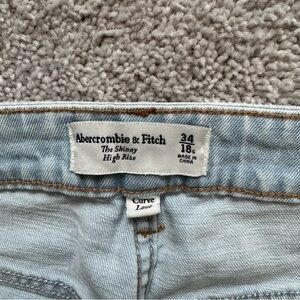 Abercrombie & Fitch
The Skinny
High Rise
34
18S
MADE IN
CHINA
Curve
Love